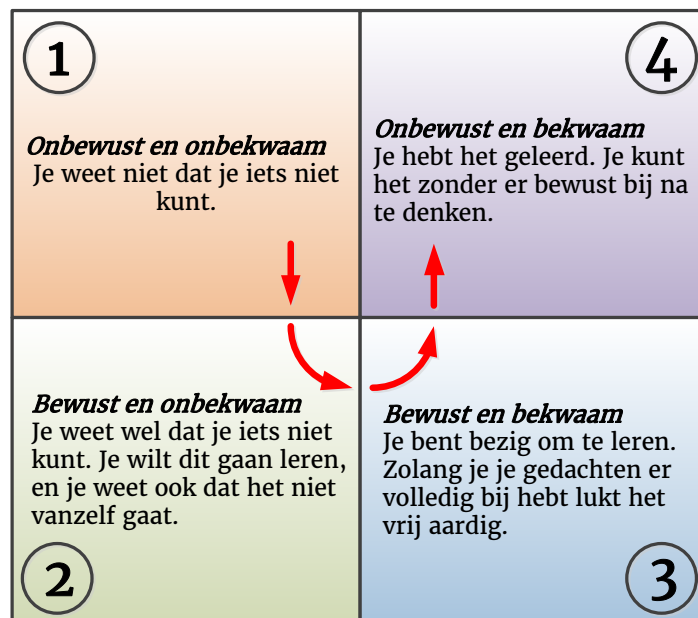 1
Onbewust en onbekwaam
Je weet niet dat je iets niet
kunt.
2
Bewust en onbekwaam
Je weet wel dat je iets niet
kunt. Je wilt dit gaan leren,
en je weet ook dat het niet
vanzelf gaat.
3
Bewust en bekwaam
Je bent bezig om te leren.
Zolang je je gedachten er
volledig bij hebt lukt het
vrij aardig.
4
Onbewust en bekwaam
Je hebt het geleerd. Je kunt
het zonder er bewust bij na
te denken.